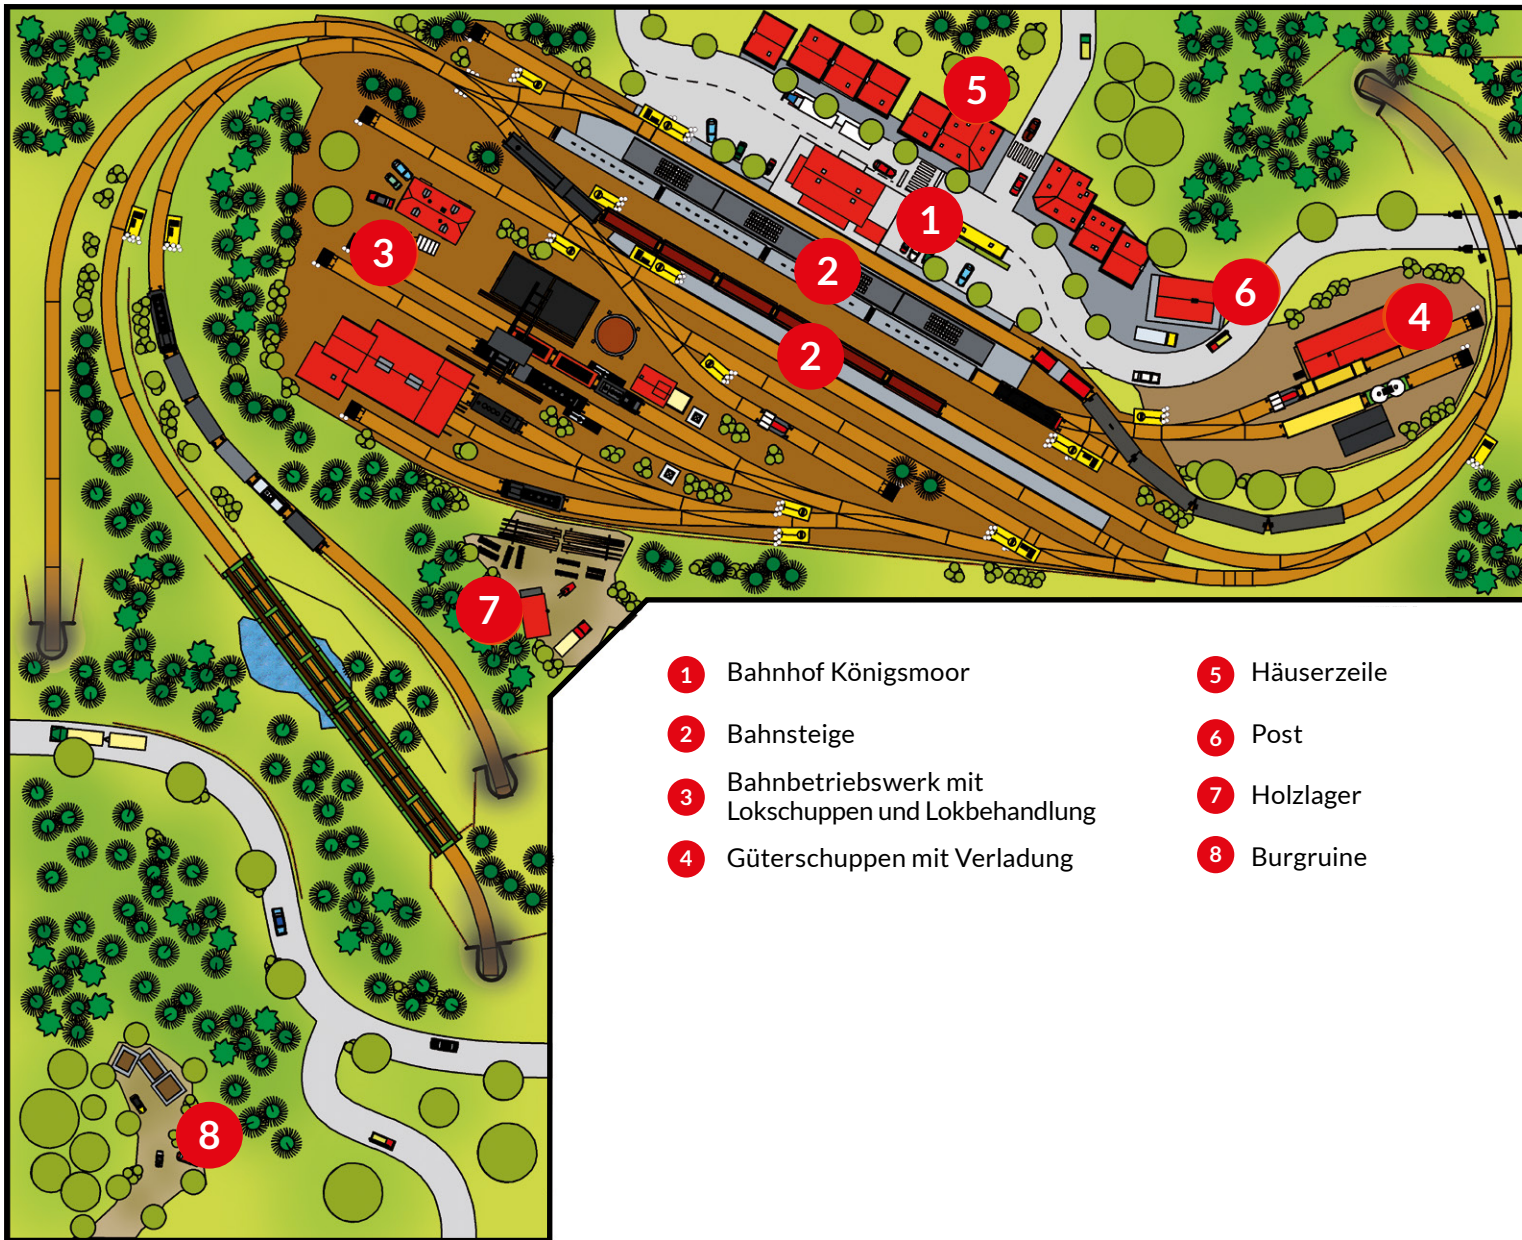 5
1
3
2
6
4
2
7
8
1 Bahnhof Königsmoor
2 Bahnsteige
3 Bahnbetriebswerk mit
Lokschuppen und Lokbehandlung
4 Güterschuppen mit Verladung
5 Häuserzeile
6 Post
7 Holzlager
8 Burgruine